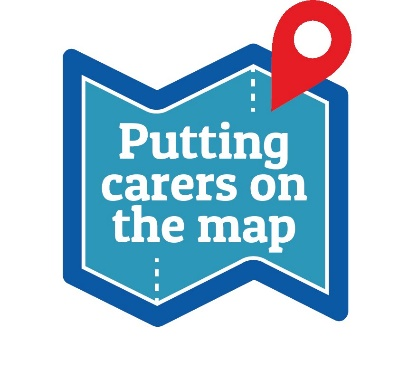 Putting
carers on
the map